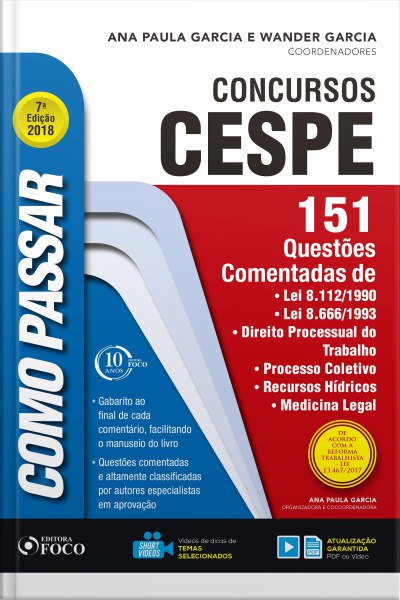 ANA PAULA GARCIA E WANDER GARCIA
COORDENADORES
CONCURSOS
CESPE
7ª
Edição
2018
COMO PASSAR
151
Questões
Comentadas de
• Lei 8.112/1990
• Lei 8.666/1993
• Direito Processual do
Trabalho
• Processo Coletivo
• Recursos Hídricos
• Medicina Legal
10
ANOS
EDITORA
FOCO
* Gabarito ao
final de cada
comentário, facilitando
o manuseio do livro
* Questões comentadas
e altamente classificadas
por autores especialistas
em aprovação
DE
ACORDO
COM A
REFORMA
TRABALHISTA
- LEI
13.467/2017
ANA PAULA GARCIA
ORGANIZADORA E COCOORDENADORA
EDITORA
FOCO
SHORT
VIDEOS
Vídeos de dicas de
TEMAS
SELECIONADOS
PDF
ATUALIZAÇÃO
GARANTIDA
PDF ou Vídeo